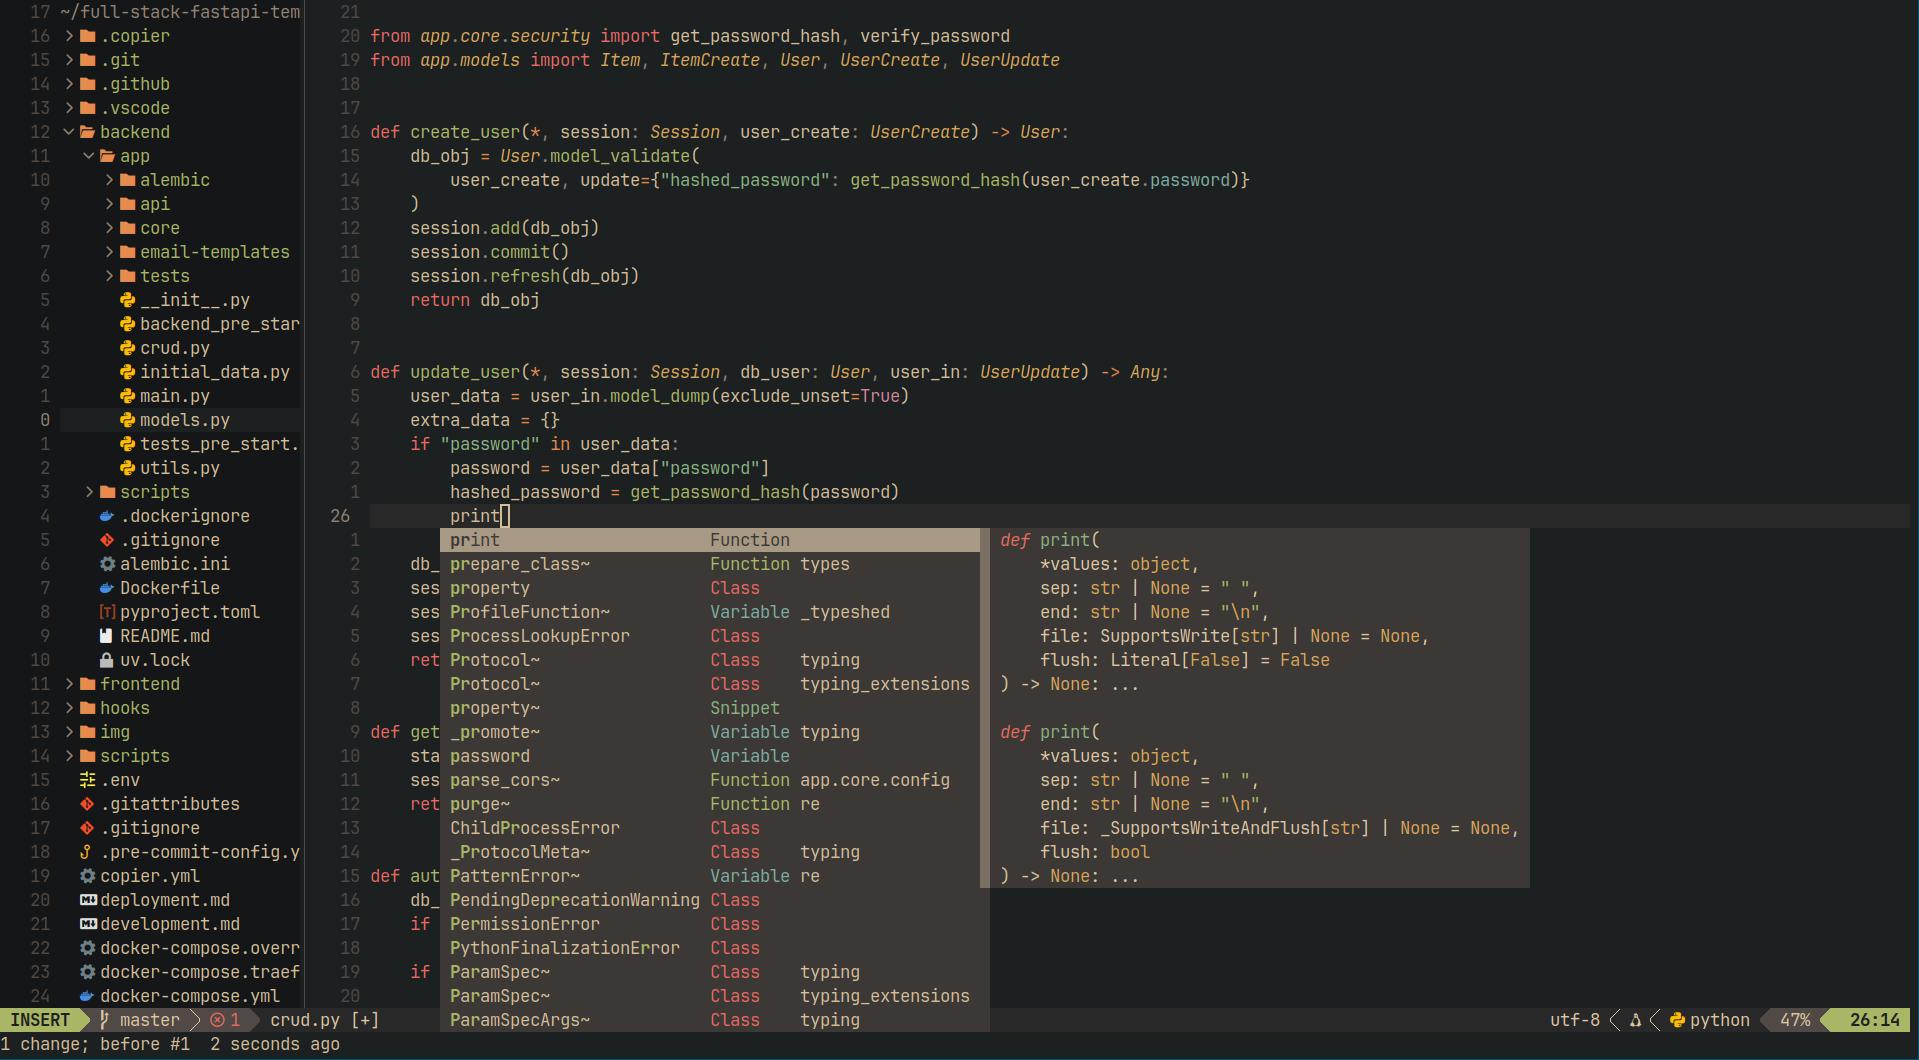 17 ~/full-stack-fastapi-tem
16 .copier
15 .git
14 .github
13 .vscode
12 backend
11 app
10 alembic
9 api
8 core
7 email-templates
6 tests
5 __init__.py
4 backend_pre_star
3 crud.py
2 initial_data.py
1 main.py
0 models.py
1 tests_pre_start.
2 utils.py
3 scripts
4 .dockerignore
5 .gitignore
6 alembic.ini
7 Dockerfile
8 [T] pyproject.toml
9 README.md
10 uv.lock
11 frontend
12 hooks
13 img
14 scripts
15 .env
16 .gitattributes
17 .gitignore
18 .pre-commit-config.y
19 copier.yml
20 deployment.md
21 development.md
22 docker-compose.overr
23 docker-compose.traef
24 docker-compose.yml
21
20 from app.core.security import get_password_hash, verify_password
19 from app.models import Item, ItemCreate, User, UserCreate, UserUpdate
18
17
16 def create_user(*, session: Session, user_create: UserCreate) -> User:
15     db_obj = User.model_validate(
14         user_create, update={"hashed_password": get_password_hash(user_create.password)}
13     )
12     session.add(db_obj)
11     session.commit()
10     session.refresh(db_obj)
9     return db_obj
8
7
6 def update_user(*, session: Session, db_user: User, user_in: UserUpdate) -> Any:
5     user_data = user_in.model_dump(exclude_unset=True)
4     extra_data = {}
3     if "password" in user_data:
2         password = user_data["password"]
1         hashed_password = get_password_hash(password)
26         print
1
2     db_
3     ses
4     ses
5     ses
6     ret
7
8
9 def get
10     sta
11     ses
12     ret
13
14
15 def aut
16     db_
17     if
18
19     if
20
print Function
prepare_class~ Function types
property Class
ProfileFunction~ Variable _typeshed
ProcessLookupError Class
Protocol~ Class typing
Protocol~ Class typing_extensions
property~ Snippet
_promote~ Variable typing
password Variable
parse_cors~ Function app.core.config
purge~ Function re
ChildProcessError Class
_ProtocolMeta~ Class typing
PatternError~ Variable re
PendingDeprecationWarning Class
PermissionError Class
PythonFinalizationError Class
ParamSpec~ Class typing
ParamSpec~ Class typing_extensions
ParamSpecArgs~ Class typing
def print(
    *values: object,
    sep: str | None = " ",
    end: str | None = "\n",
    file: SupportsWrite[str] | None = None,
    flush: Literal[False] = False
) -> None: ...
def print(
    *values: object,
    sep: str | None = " ",
    end: str | None = "\n",
    file: _SupportsWriteAndFlush[str] | None = None,
    flush: bool
) -> None: ...
INSERT master 1 crud.py [+] utf-8 python 47% 26:14
1 change; before #1  2 seconds ago